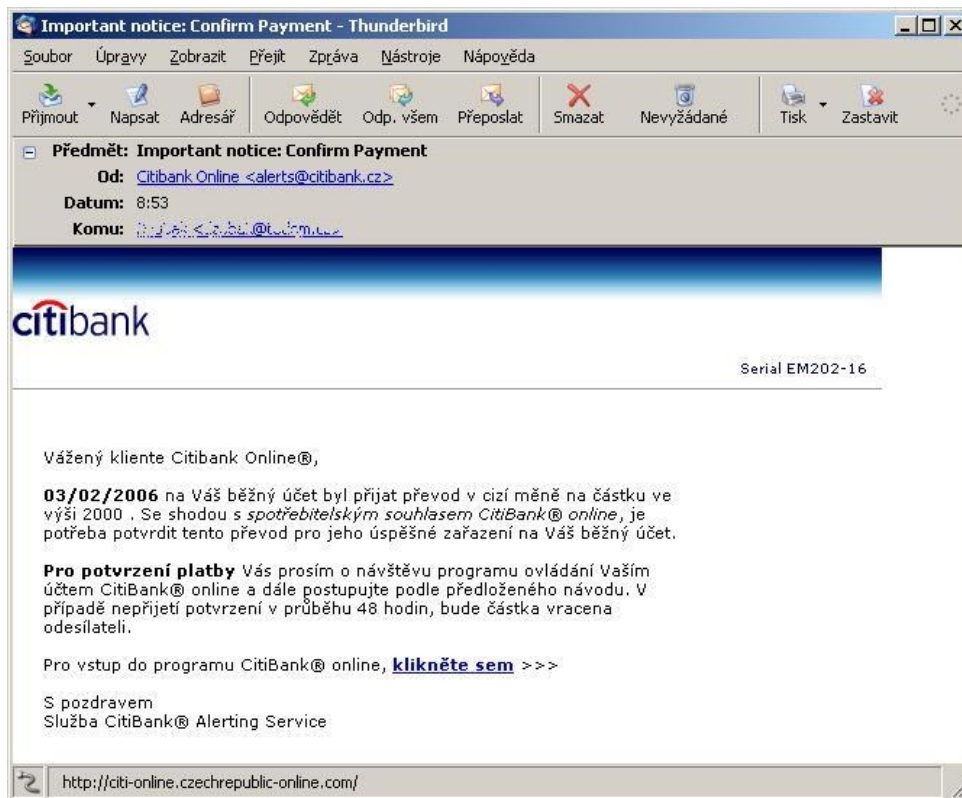 Important notice: Confirm Payment - Thunderbird
Soubor Úpravy Zobrazit Přejít Zpráva Nástroje Nápověda
Přijmout Napsat Adresář Odpovědět Odp. všem Přeposlat Smazat Nevyžádané Tisk Zastavit
Předmět: Important notice: Confirm Payment
Od: Citibank Online <alerts@citibank.cz>
Datum: 8:53
Komu:
citibank
Serial EM202-16
Vážený kliente Citibank Online®,
03/02/2006 na Váš běžný účet byl přijat převod v cizí měně na částku ve
výši 2000 . Se shodou s spotřebitelským souhlasem CitiBank® online, je
potřeba potvrdit tento převod pro jeho úspěšné zařazení na Váš běžný účet.
Pro potvrzení platby Vás prosím o návštěvu programu ovládání Vaším
účtem CitiBank® online a dále postupujte podle předloženého návodu. V
případě nepřijetí potvrzení v průběhu 48 hodin, bude částka vracena
odesílateli.
Pro vstup do programu CitiBank® online, klikněte sem >>>
S pozdravem
Služba CitiBank® Alerting Service
http://citi-online.czechrepublic-online.com/